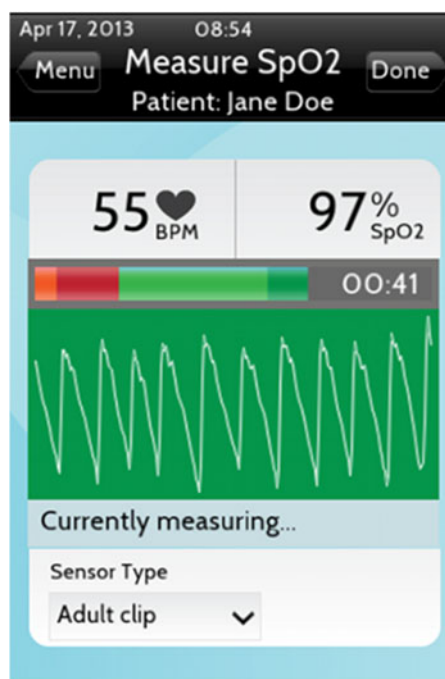 Apr 17, 2013 08:54
Menu Measure SpO2 Done
Patient: Jane Doe
55 BPM 97% SpO2
00:41
Currently measuring...
Sensor Type
Adult clip